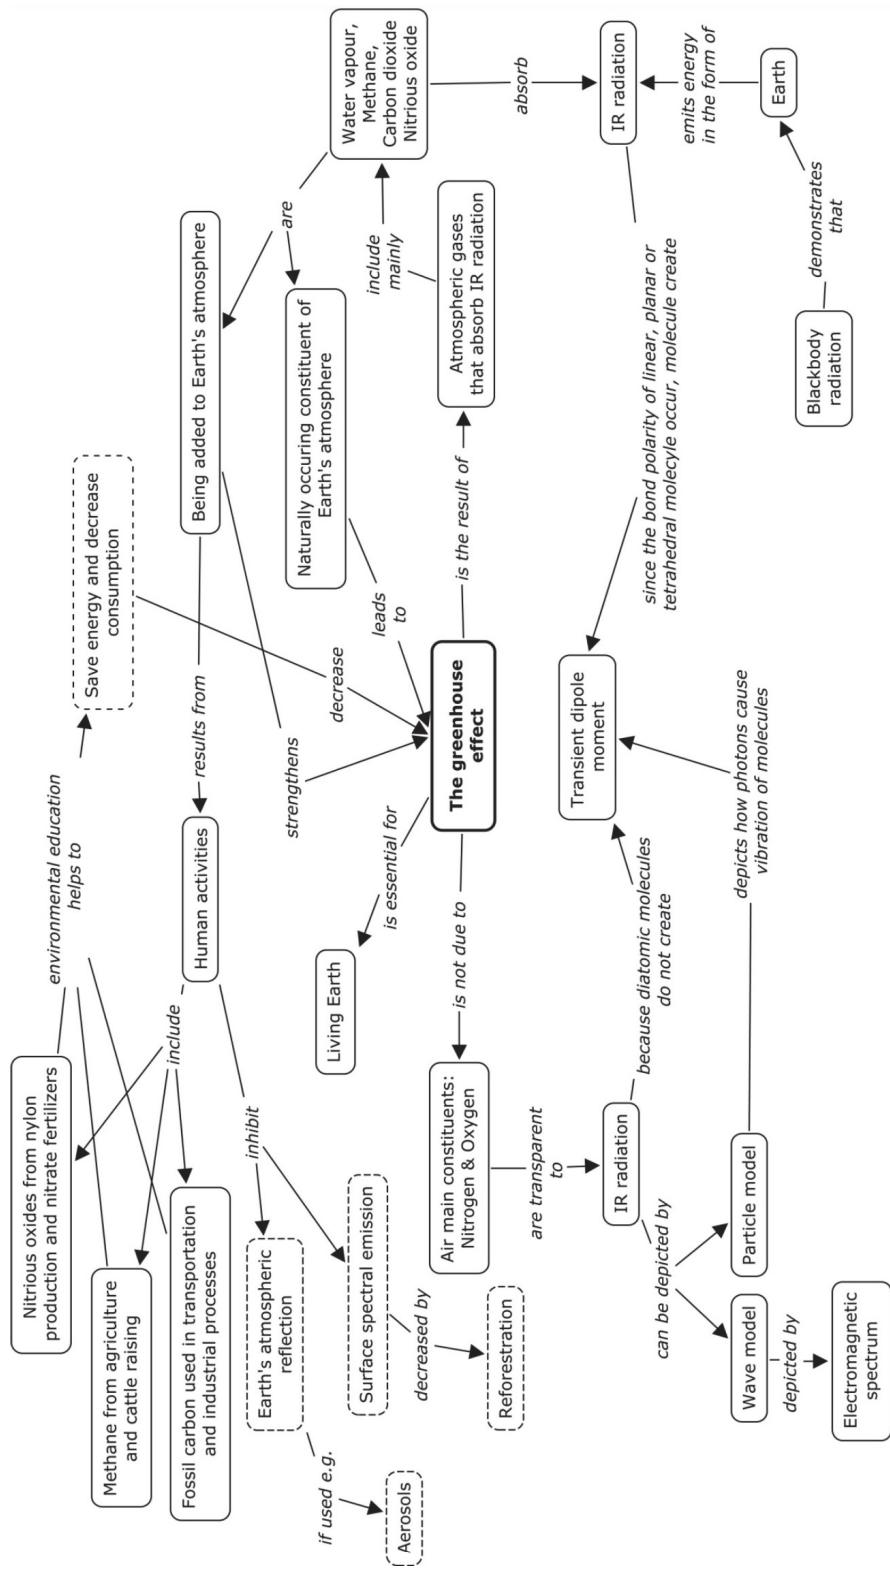 Nitrious oxides from nylon
production and nitrate fertilizers
environmental education
helps to
Save energy and decrease
consumption
Methane from agriculture
and cattle raising
include
Human activities
results from
Being added to Earth's atmosphere
Fossil carbon used in transportation
and industrial processes
are
Water vapour,
Methane,
Carbon dioxide
Nitrious oxide
inhibit
strengthens
Naturally occuring constituent of
Earth's atmosphere
Earth's atmospheric
reflection
decrease
leads
to
if used e.g.
Living Earth
Surface spectral emission
is essential for
include
mainly
Aerosols
decreased by
Air main constituents:
Nitrogen & Oxygen
is not due to
The greenhouse
effect
is the result of
Atmospheric gases
that absorb IR radiation
absorb
Reforestration
are transparent
to
IR radiation
because diatomic molecules
do not create
Transient dipole
moment
since the bond polarity of linear, planar or
tetrahedral molecyle occur, molecule create
IR radiation
can be depicted by
emits energy
in the form of
Wave model
Particle model
depicts how photons cause
vibration of molecules
Earth
depicted by
demonstrates
that
Electromagnetic
spectrum
Blackbody
radiation